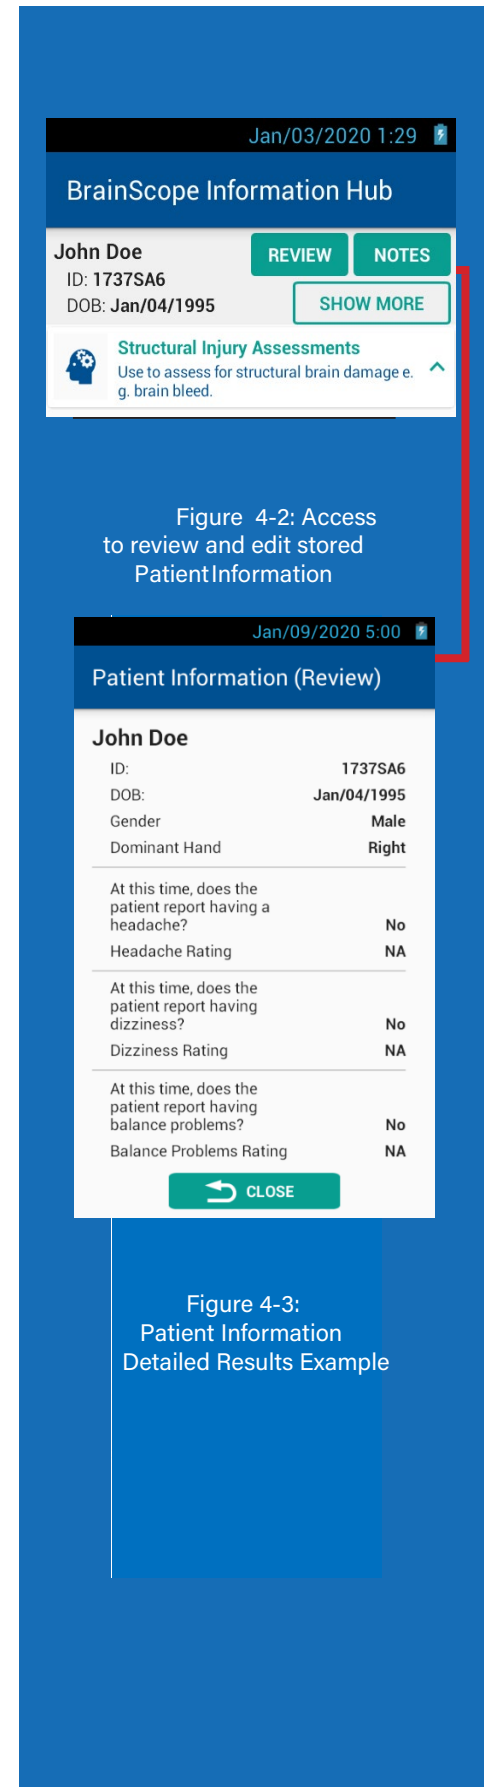 Jan/03/2020 1:29
BrainScope Information Hub
John Doe
REVIEW
NOTES
ID: 1737SA6
DOB: Jan/04/1995
SHOW MORE
Structural Injury Assessments
Use to assess for structural brain damage e.
g. brain bleed.
Figure 4-2: Access
to review and edit stored
Patient Information
Jan/09/2020 5:00
Patient Information (Review)
John Doe
ID: 1737SA6
DOB: Jan/04/1995
Gender Male
Dominant Hand Right
At this time, does the
patient report having a
headache? No
Headache Rating NA
At this time, does the
patient report having
dizziness? No
Dizziness Rating NA
At this time, does the
patient report having
balance problems? No
Balance Problems Rating NA
CLOSE
Figure 4-3:
Patient Information
Detailed Results Example